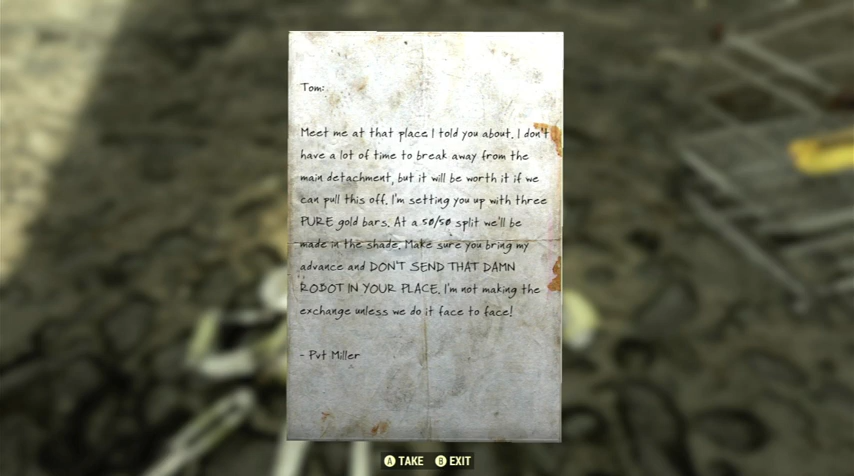 Tom:
Meet me at that place I told you about. I don't
have a lot of time to break away from the
main detachment, but it will be worth it if we
can pull this off. I'm setting you up with three
PURE gold bars. At a 50/50 split we'll be
made in the shade. Make sure you bring my
advance and DON'T SEND THAT DAMN
ROBOT IN YOUR PLACE. I'm not making the
exchange unless we do it face to face!
- Pvt Miller
A TAKE B EXIT